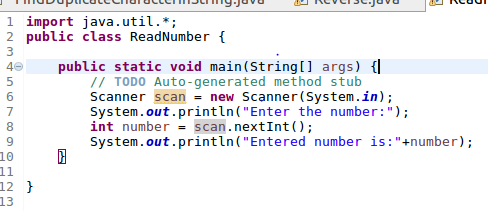 FindDuplicateCharacterInString.java Reverse.java
1 import java.util.*;
2 public class ReadNumber {
3
4 public static void main(String[] args) {
5 // TODO Auto-generated method stub
6 Scanner scan = new Scanner(System.in);
7 System.out.println("Enter the number:");
8 int number = scan.nextInt();
9 System.out.println("Entered number is:"+number);
10 }
11
12 }
13